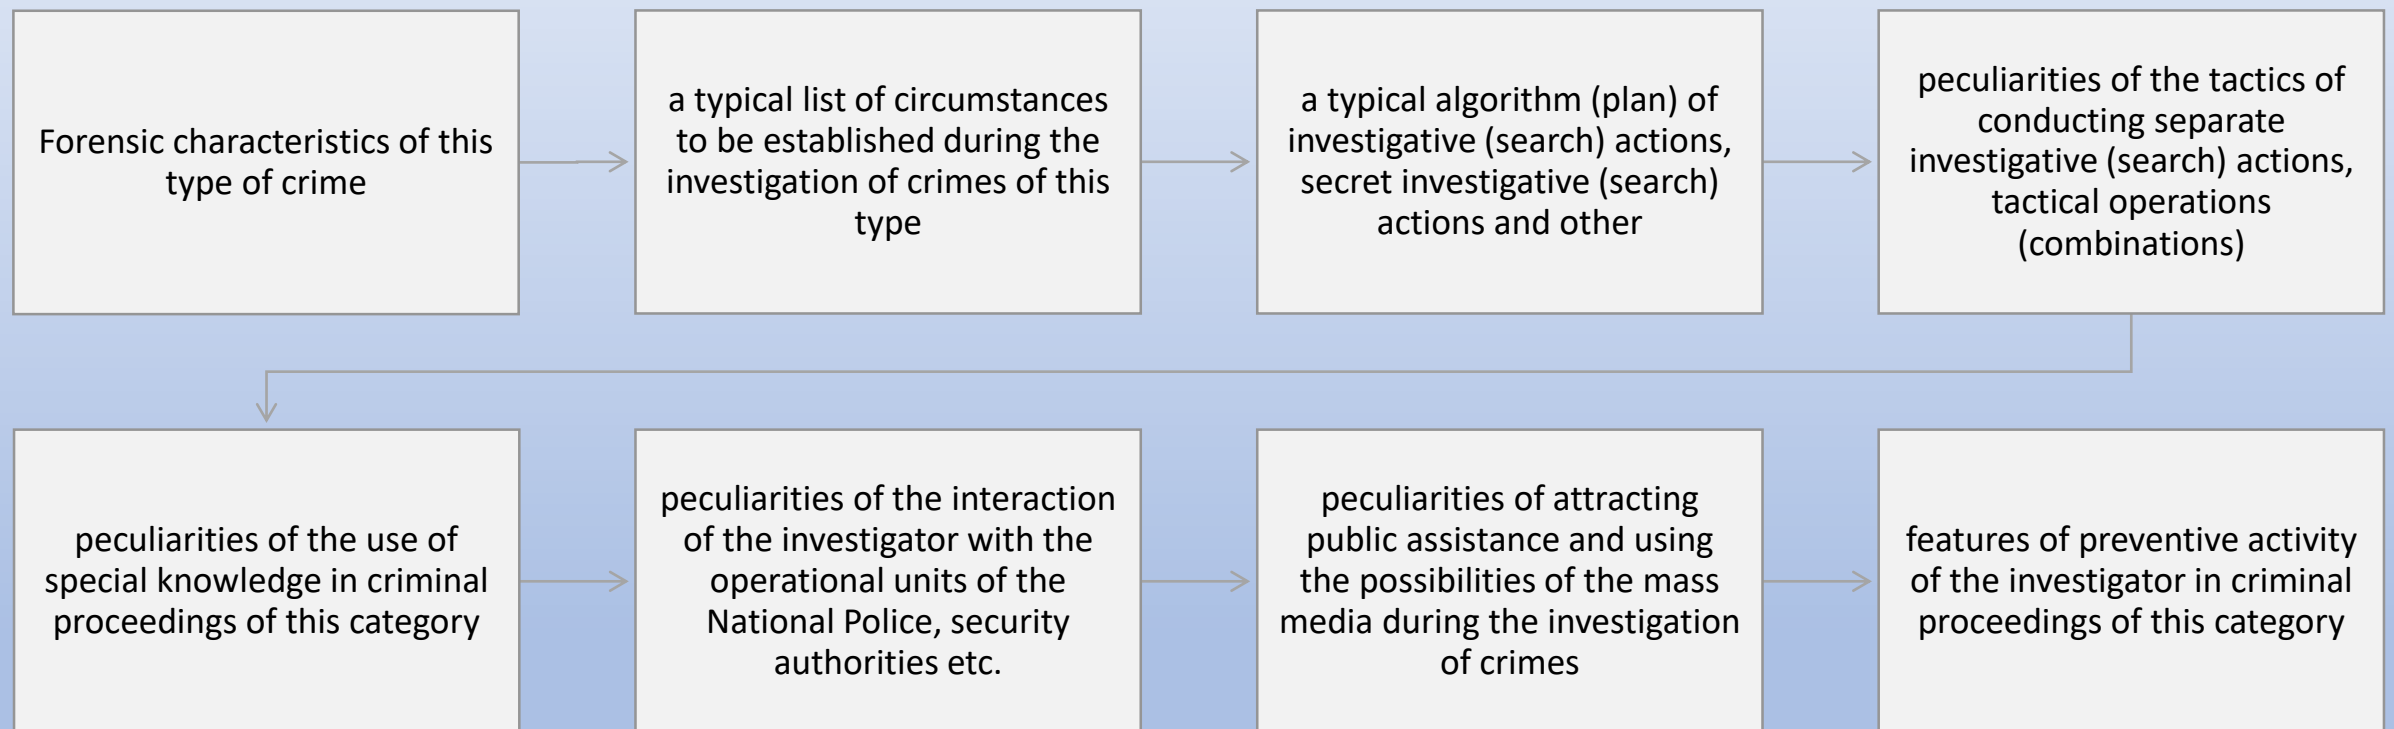 Forensic characteristics of this
type of crime
a typical list of circumstances
to be established during the
investigation of crimes of this
type
a typical algorithm (plan) of
investigative (search) actions,
secret investigative (search)
actions and other
peculiarities of the tactics of
conducting separate
investigative (search) actions,
tactical operations
(combinations)
peculiarities of the use of
special knowledge in criminal
proceedings of this category
peculiarities of the interaction
of the investigator with the
operational units of the
National Police, security
authorities etc.
peculiarities of attracting
public assistance and using
the possibilities of the mass
media during the investigation
of crimes
features of preventive activity
of the investigator in criminal
proceedings of this category